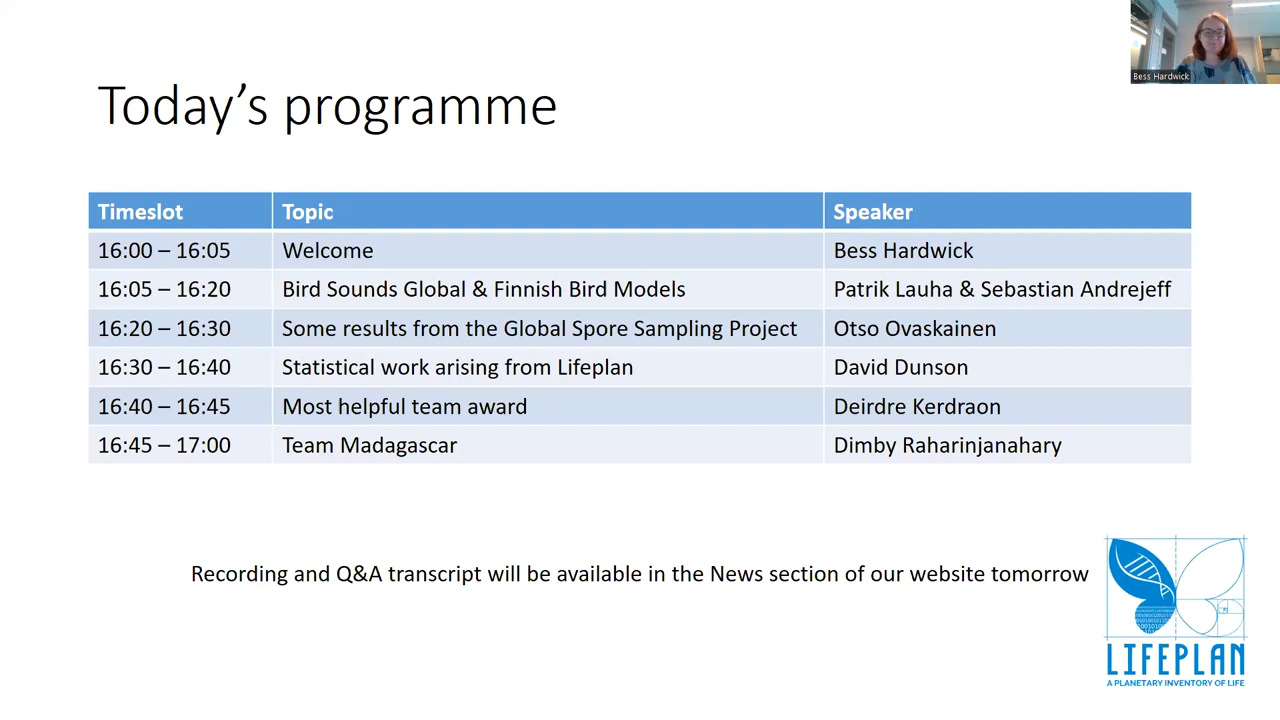 Bess Hardwick
Today's programme
Timeslot Topic Speaker
16:00 – 16:05 Welcome Bess Hardwick
16:05 – 16:20 Bird Sounds Global & Finnish Bird Models Patrik Lauha & Sebastian Andrejeff
16:20 – 16:30 Some results from the Global Spore Sampling Project Otso Ovaskainen
16:30 – 16:40 Statistical work arising from Lifeplan David Dunson
16:40 – 16:45 Most helpful team award Deirdre Kerdraon
16:45 – 17:00 Team Madagascar Dimby Raharinjanahary
Recording and Q&A transcript will be available in the News section of our website tomorrow
LIFEPLAN
A PLANETARY INVENTORY OF LIFE